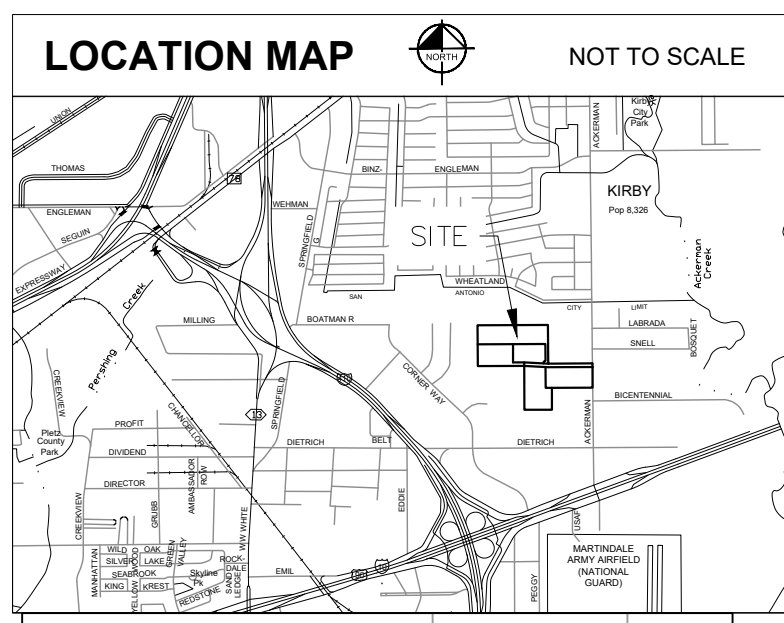 LOCATION MAP
NORTH
NOT TO SCALE
UNION
Kirby
City
Park
ACKERMAN
THOMAS
78
BINZ-
ENGLEMAN
KIRBY
Pop 8,326
WEHMAN
ENGLEMAN
SEGUIN
SPRINGFIELD
G
SITE
EXPRESSWAY
Ackerman
Creek
WHEATLAND
SAN
ANTONIO
CITY
LIMIT
Creek
Pershing
MILLING
BOATMAN R
LABRADA
SNELL
BOSQUET
CORNER WAY
CREEKVIEW
SPRINGFIELD
13
CHANCELLOR
BICENTENNIAL
ACKERMAN
PROFIT
Pletz
County
Park
DIETRICH
BELT
DIETRICH
DIVIDEND
DIRECTOR
AMBASSADOR
ROW
GRUBB
CREEKVIEW
EDDIE
W.W WHITE
USAF
MANHATTAN
WILD
OAK
SILVER
LAKE
SEABROOK
KING
KREST
YELLOW WOOD
GREEN
VALLEY
Skyline
Pk
REDSTONE
ROCK-
DALE
SAND
LEDGE
EMIL
PEGGY
MARTINDALE
ARMY AIRFIELD
(NATIONAL
GUARD)